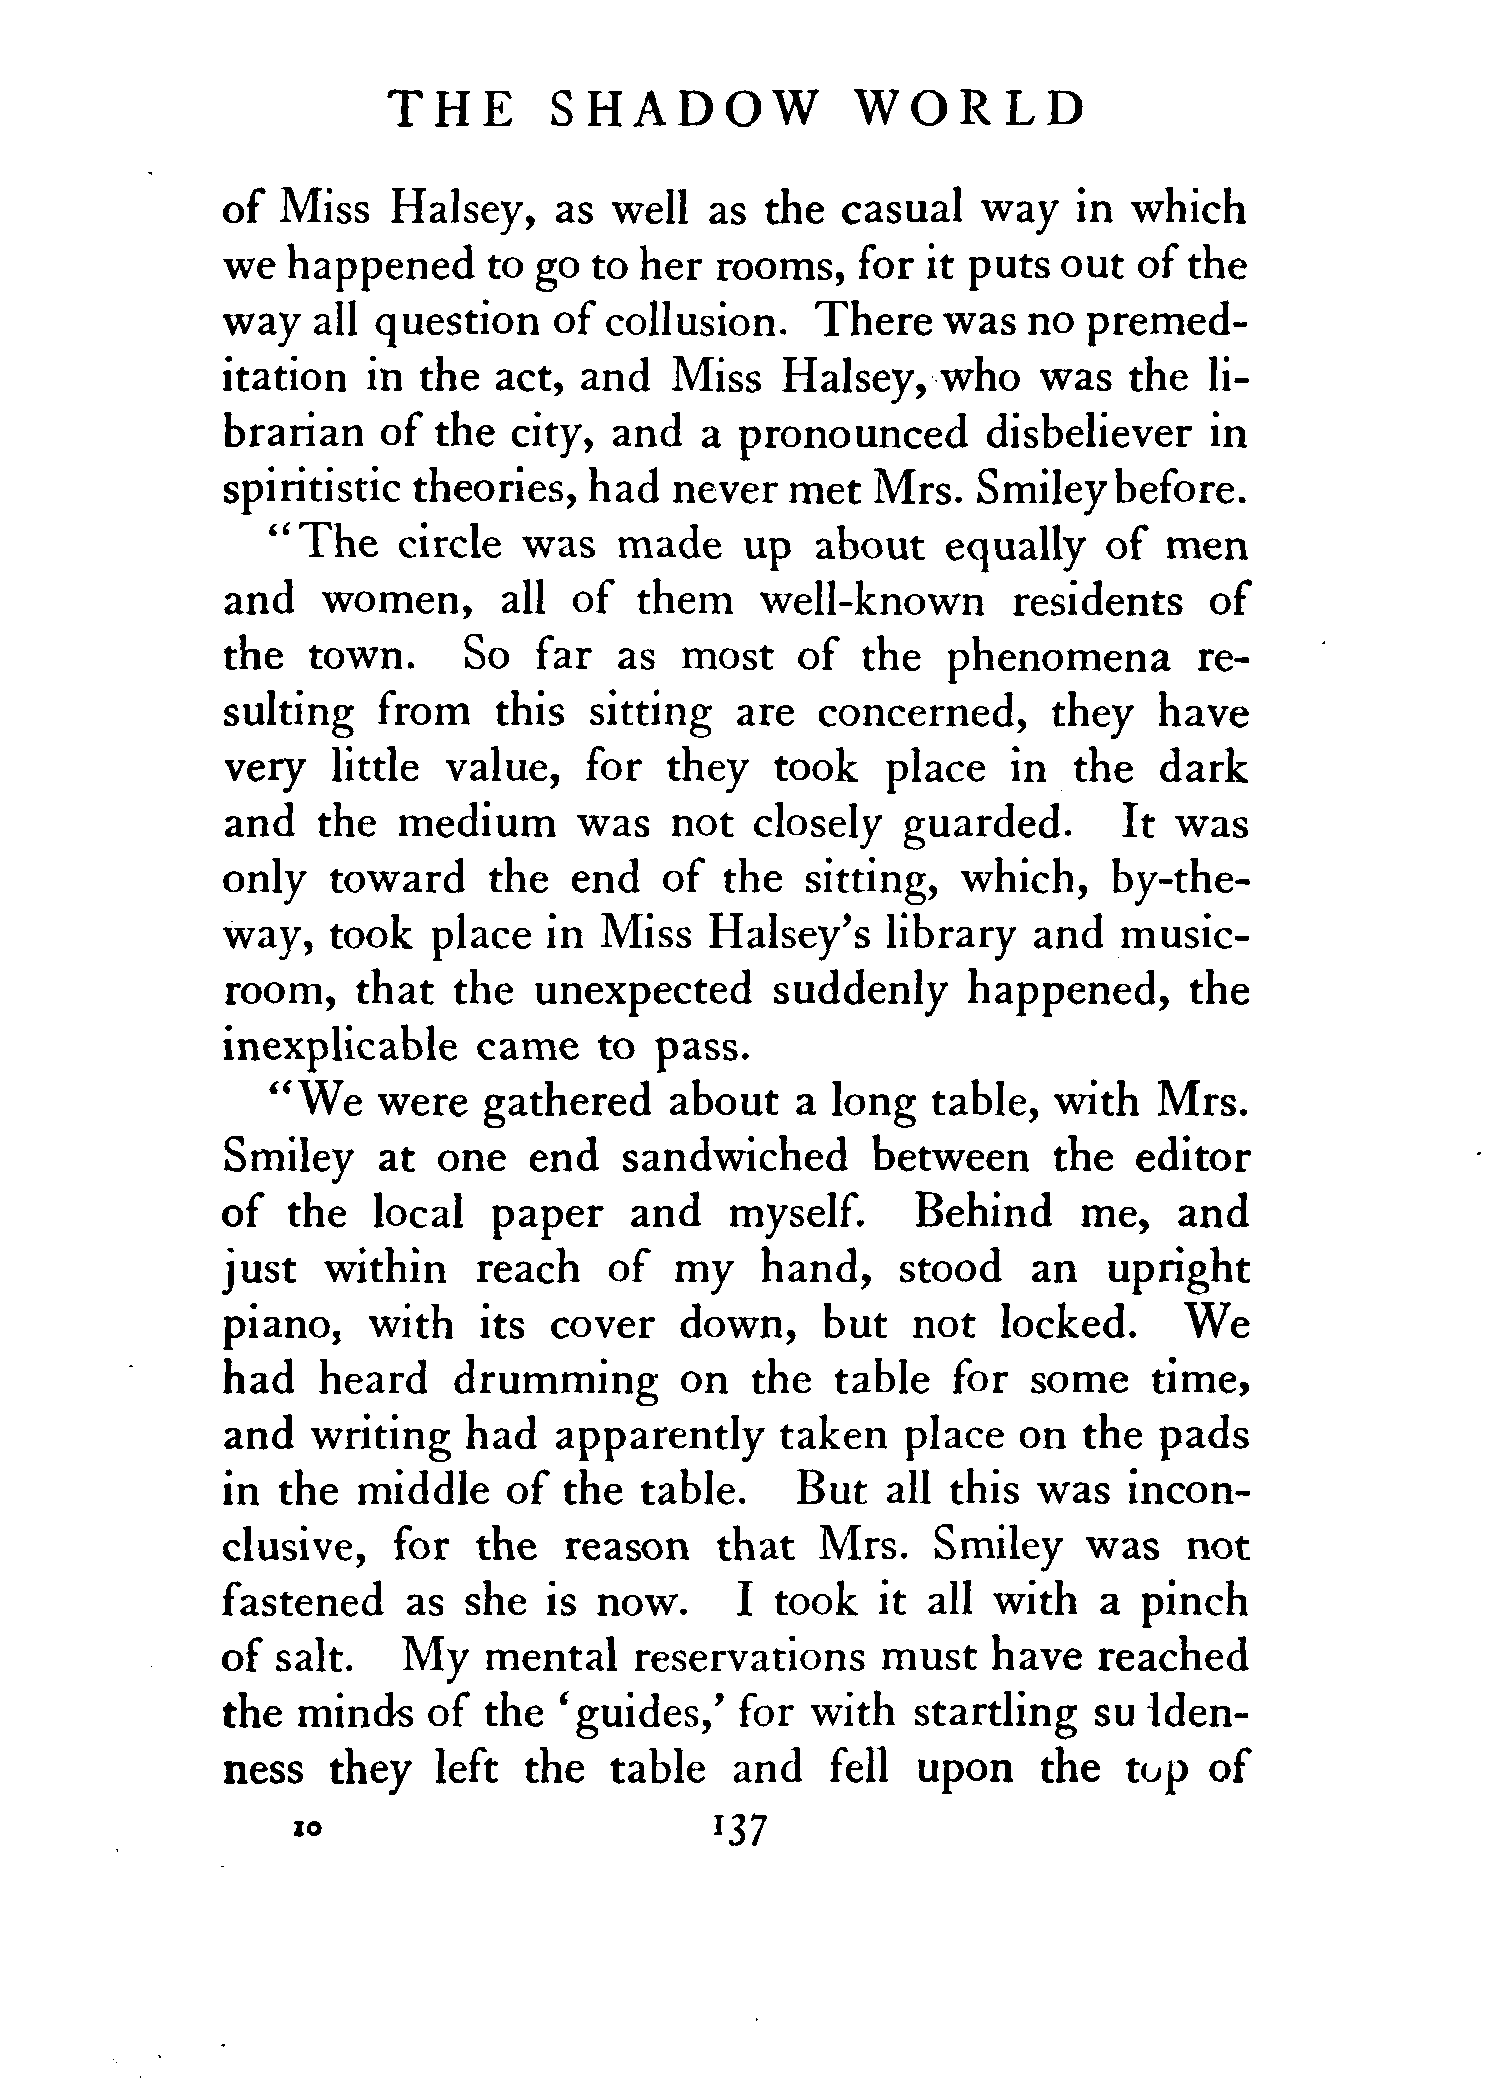 THE SHADOW WORLD
of Miss Halsey, as well as the casual way in which
we happened to go to her rooms, for it puts out of the
way all question of collusion. There was no premed-
itation in the act, and Miss Halsey, who was the li-
brarian of the city, and a pronounced disbeliever in
spiritistic theories, had never met Mrs. Smiley before.
“The circle was made up about equally of men
and women, all of them well-known residents of
the town. So far as most of the phenomena re-
sulting from this sitting are concerned, they have
very little value, for they took place in the dark
and the medium was not closely guarded. It was
only toward the end of the sitting, which, by-the-
way, took place in Miss Halsey’s library and music-
room, that the unexpected suddenly happened, the
inexplicable came to pass.
“We were gathered about a long table, with Mrs.
Smiley at one end sandwiched between the editor
of the local paper and myself. Behind me, and
just within reach of my hand, stood an upright
piano, with its cover down, but not locked. We
had heard drumming on the table for some time,
and writing had apparently taken place on the pads
in the middle of the table. But all this was incon-
clusive, for the reason that Mrs. Smiley was not
fastened as she is now. I took it all with a pinch
of salt. My mental reservations must have reached
the minds of the ‘guides,’ for with startling sudden-
ness they left the table and fell upon the top of
10 137